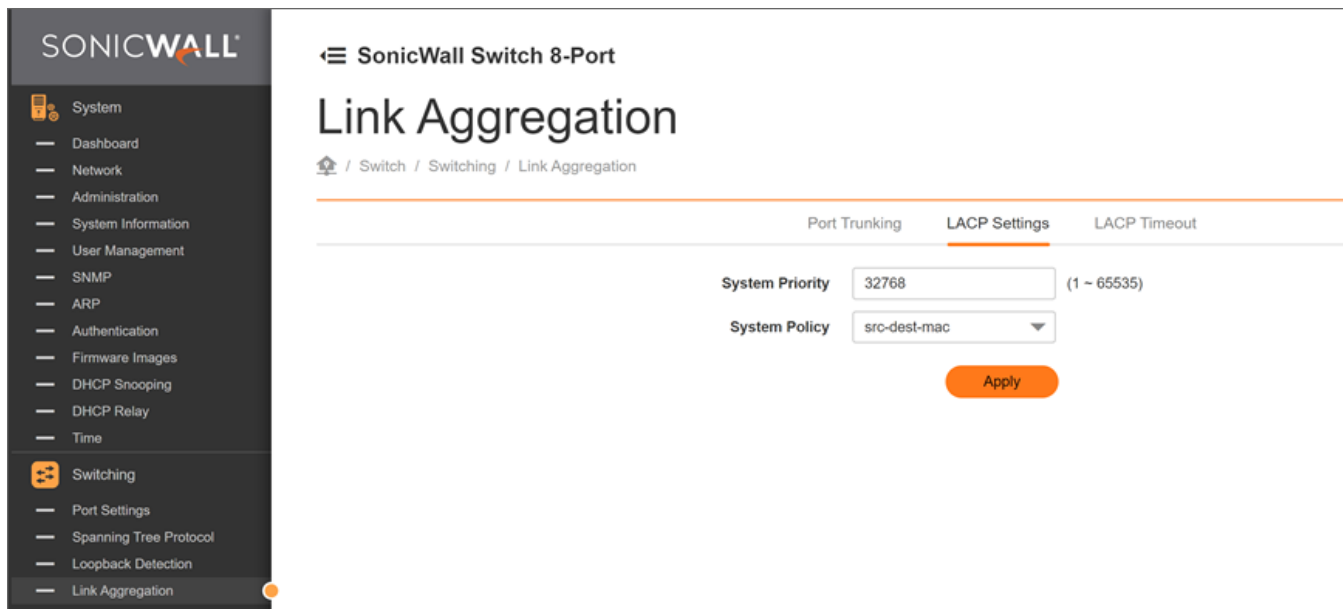 SONICWALL
System
Dashboard
Network
Administration
System Information
User Management
SNMP
ARP
Authentication
Firmware Images
DHCP Snooping
DHCP Relay
Time
Switching
Port Settings
Spanning Tree Protocol
Loopback Detection
Link Aggregation
SonicWall Switch 8-Port
Link Aggregation
/ Switch / Switching / Link Aggregation
Port Trunking LACP Settings LACP Timeout
System Priority 32768 (1 ~ 65535)
System Policy src-dest-mac
Apply